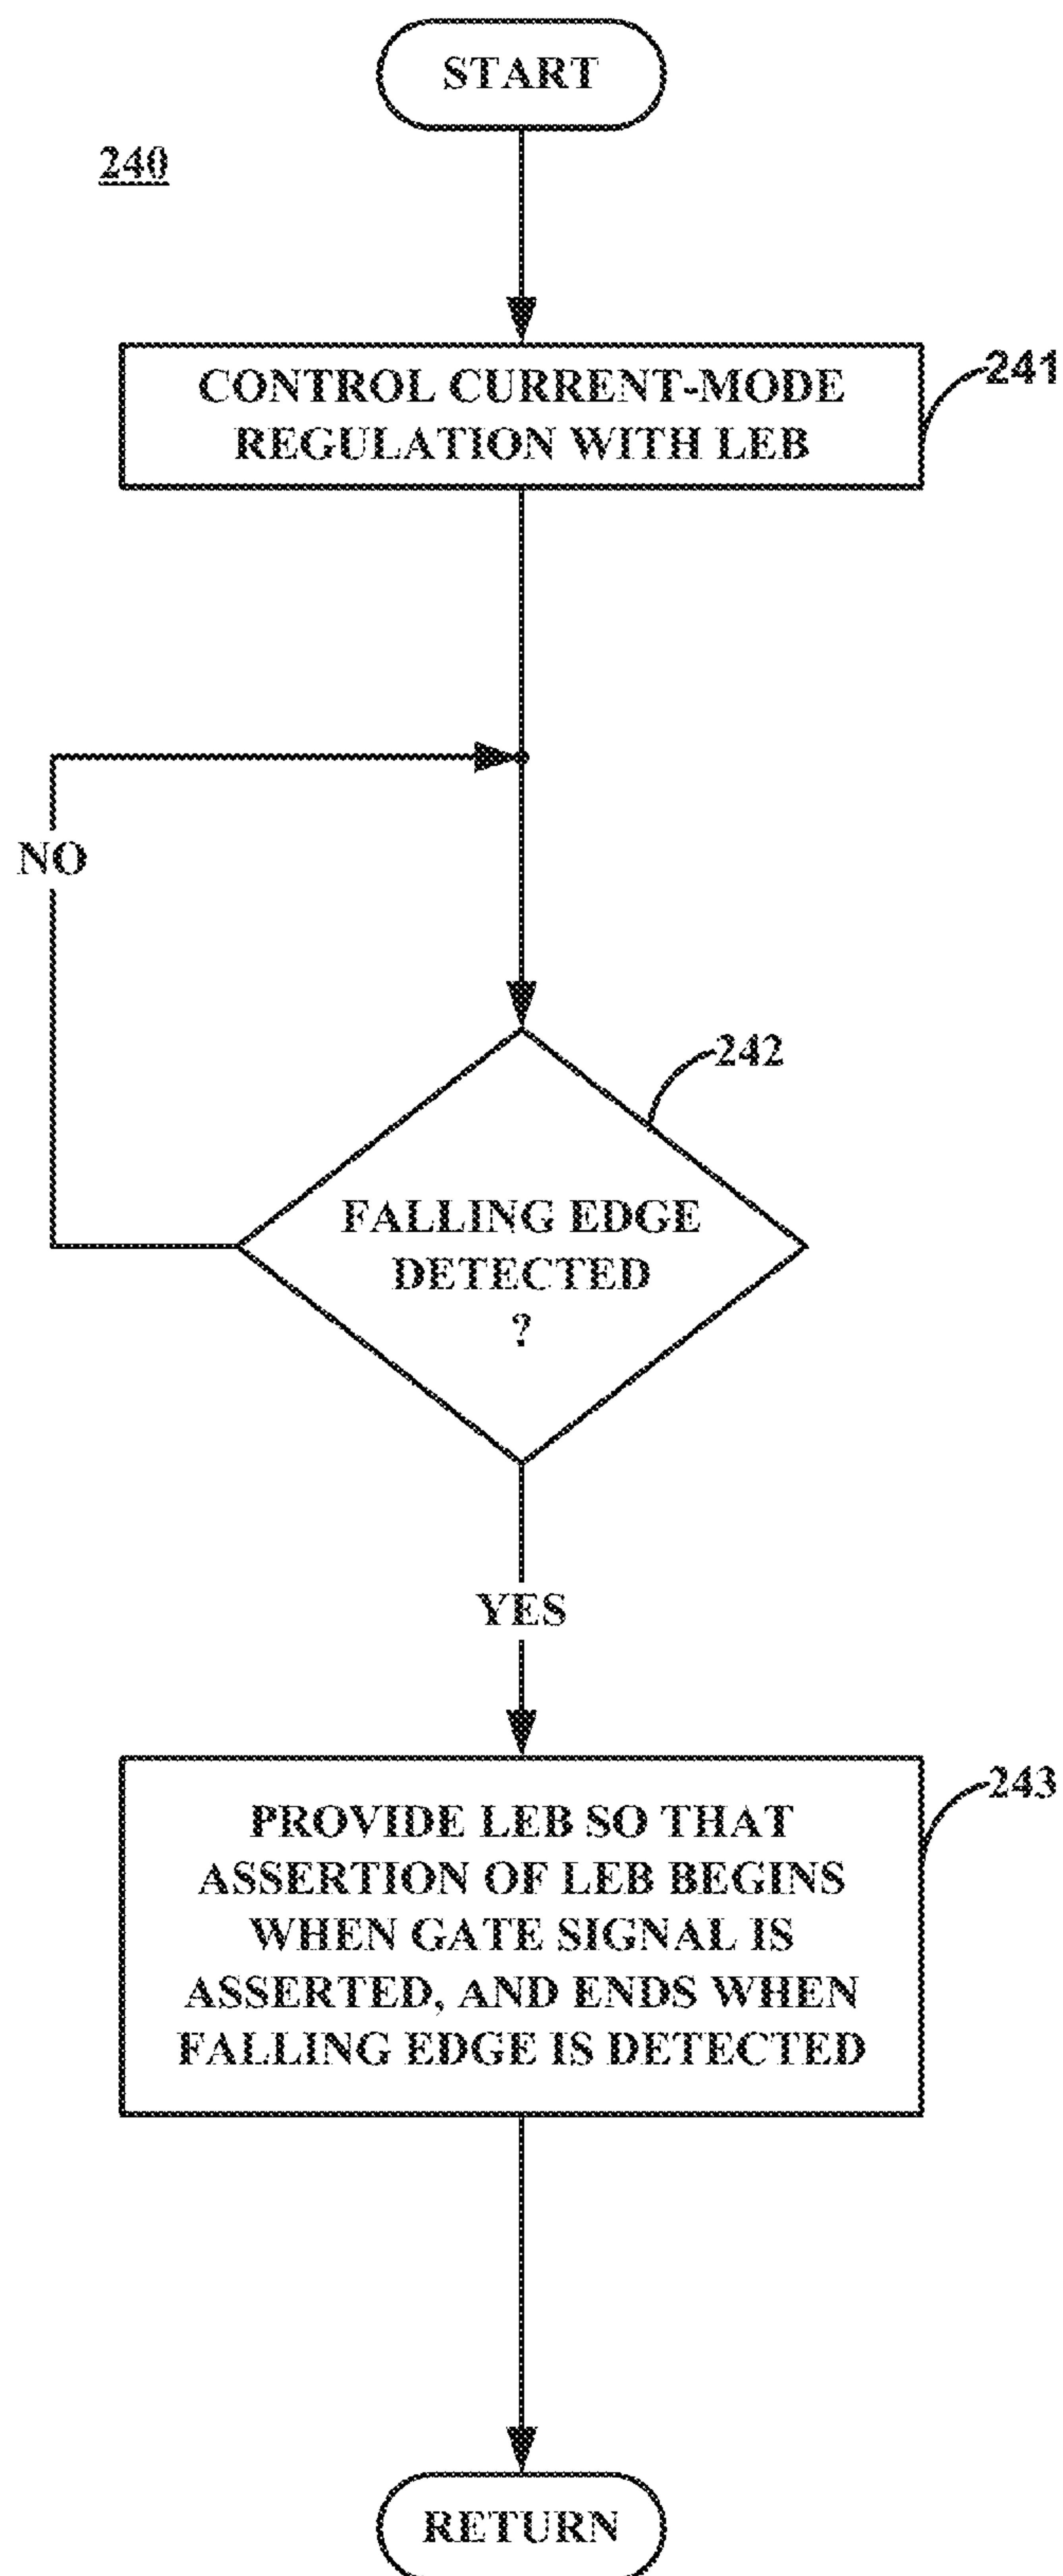 START
240
CONTROL CURRENT-MODE
REGULATION WITH LEB
241
NO
242
FALLING EDGE
DETECTED
?
YES
243
PROVIDE LEB SO THAT
ASSERTION OF LEB BEGINS
WHEN GATE SIGNAL IS
ASSERTED, AND ENDS WHEN
FALLING EDGE IS DETECTED
RETURN